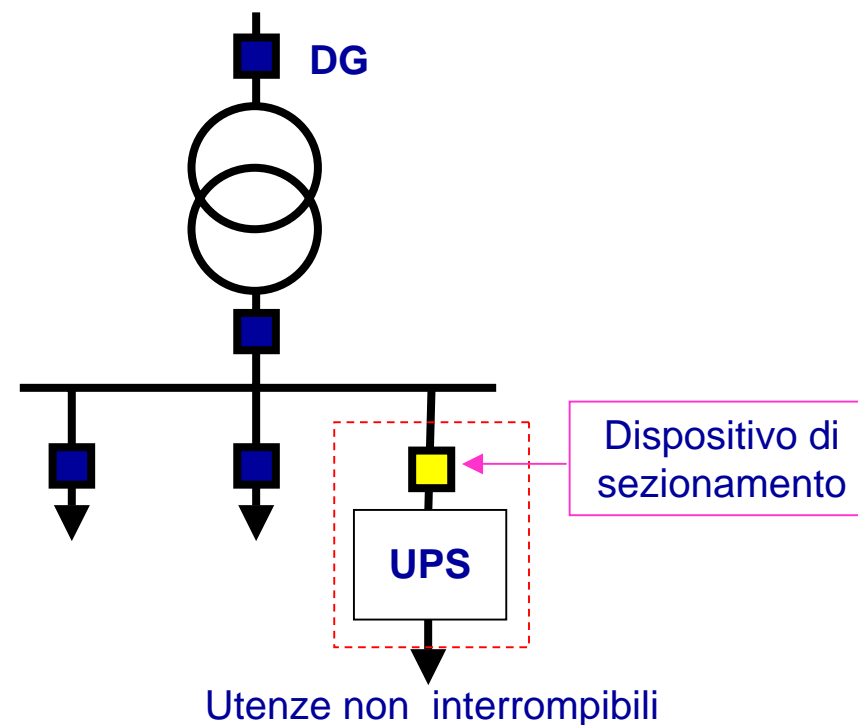 DG
Dispositivo di
sezionamento
UPS
Utenze non interrompibili